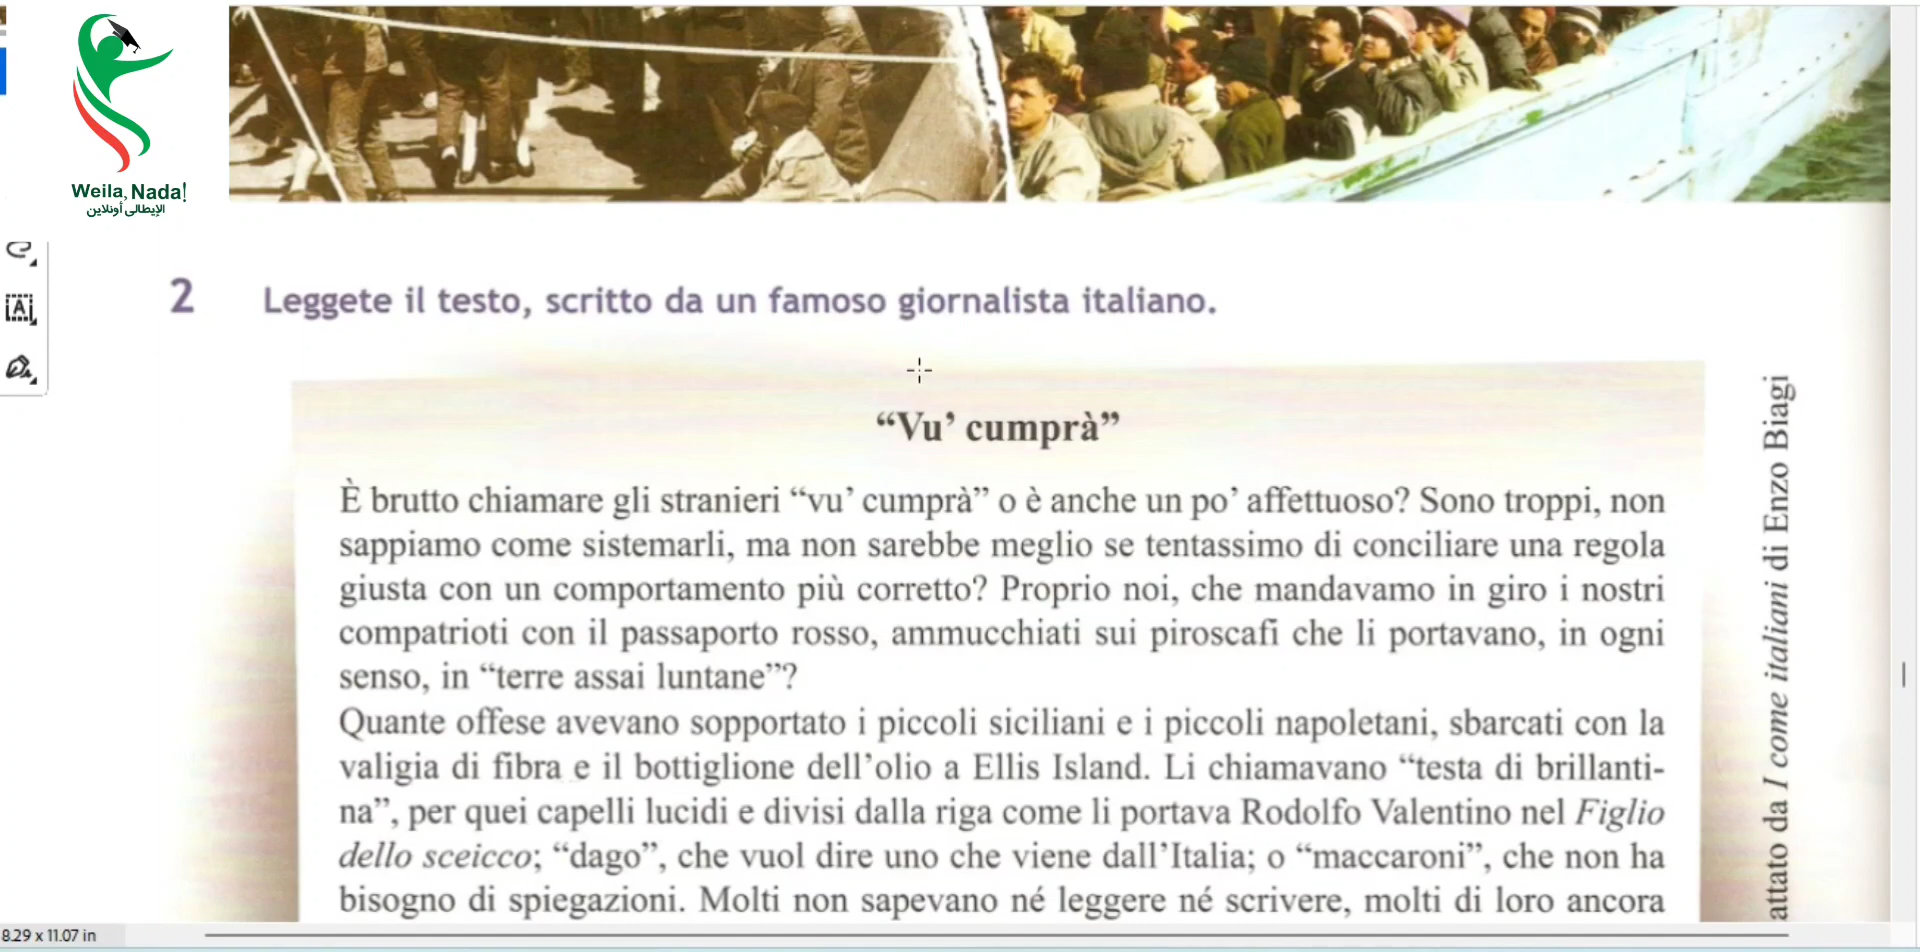 Weila, Nada!
الإيطالى أونلاين
2 Leggete il testo, scritto da un famoso giornalista italiano.
“Vu’ cumprà”
È brutto chiamare gli stranieri “vu’ cumprà” o è anche un po’ affettuoso? Sono troppi, non
sappiamo come sistemarli, ma non sarebbe meglio se tentassimo di conciliare una regola
giusta con un comportamento più corretto? Proprio noi, che mandavamo in giro i nostri
compatrioti con il passaporto rosso, ammucchiati sui piroscafi che li portavano, in ogni
senso, in “terre assai luntane”?
Quante offese avevano sopportato i piccoli siciliani e i piccoli napoletani, sbarcati con la
valigia di fibra e il bottiglione dell’olio a Ellis Island. Li chiamavano “testa di brillanti-
na”, per quei capelli lucidi e divisi dalla riga come li portava Rodolfo Valentino nel Figlio
dello sceicco; “dago”, che vuol dire uno che viene dall’Italia; o “maccaroni”, che non ha
bisogno di spiegazioni. Molti non sapevano né leggere né scrivere, molti di loro ancora
attato da I come italiani di Enzo Biagi
8.29 x 11.07 in